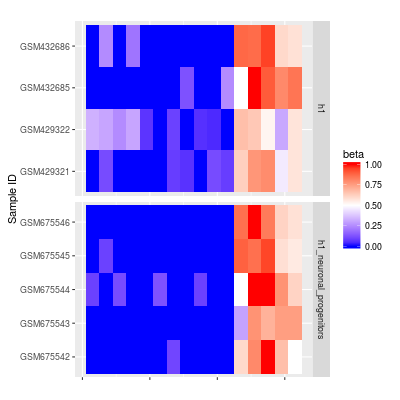 Sample ID
GSM432686
GSM432685
GSM429322
GSM429321
h1
GSM675546
GSM675545
GSM675544
GSM675543
GSM675542
h1_neuronal_progenitors
beta
1.00
0.75
0.50
0.25
0.00